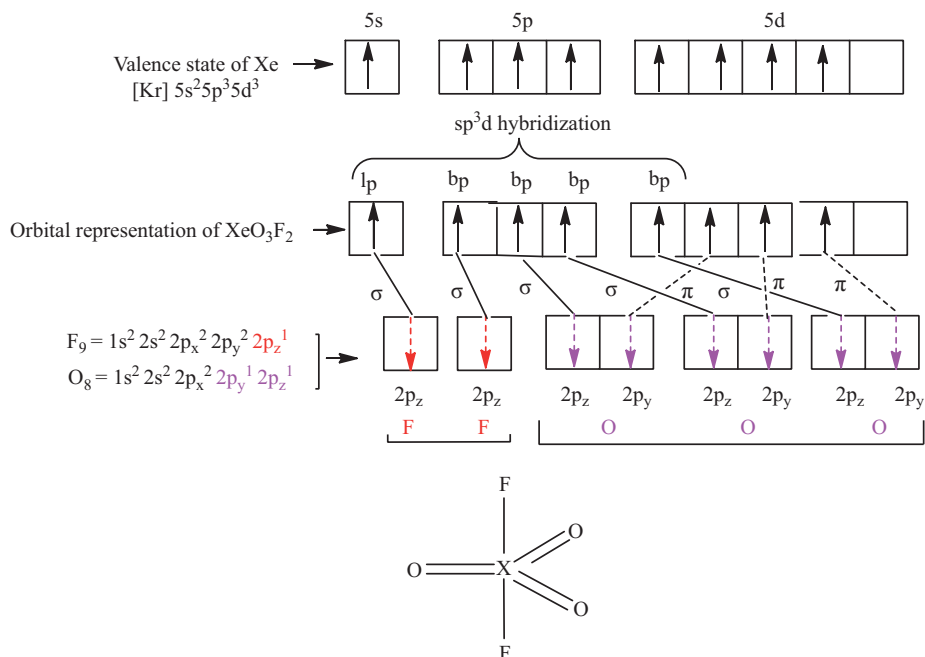 5s 5p 5d
Valence state of Xe
[Kr] 5s²5p³5d³
sp³d hybridization
lp bp bp bp bp
Orbital representation of XeO₃F₂
σ σ σ σ π σ π π
F₉ = 1s² 2s² 2pₓ² 2p_y² 2p_z¹
O₈ = 1s² 2s² 2pₓ² 2p_y¹ 2p_z¹
2p_z 2p_z 2p_z 2p_y 2p_z 2p_y 2p_z 2p_y
F F O O O
F
O
O X
O
F